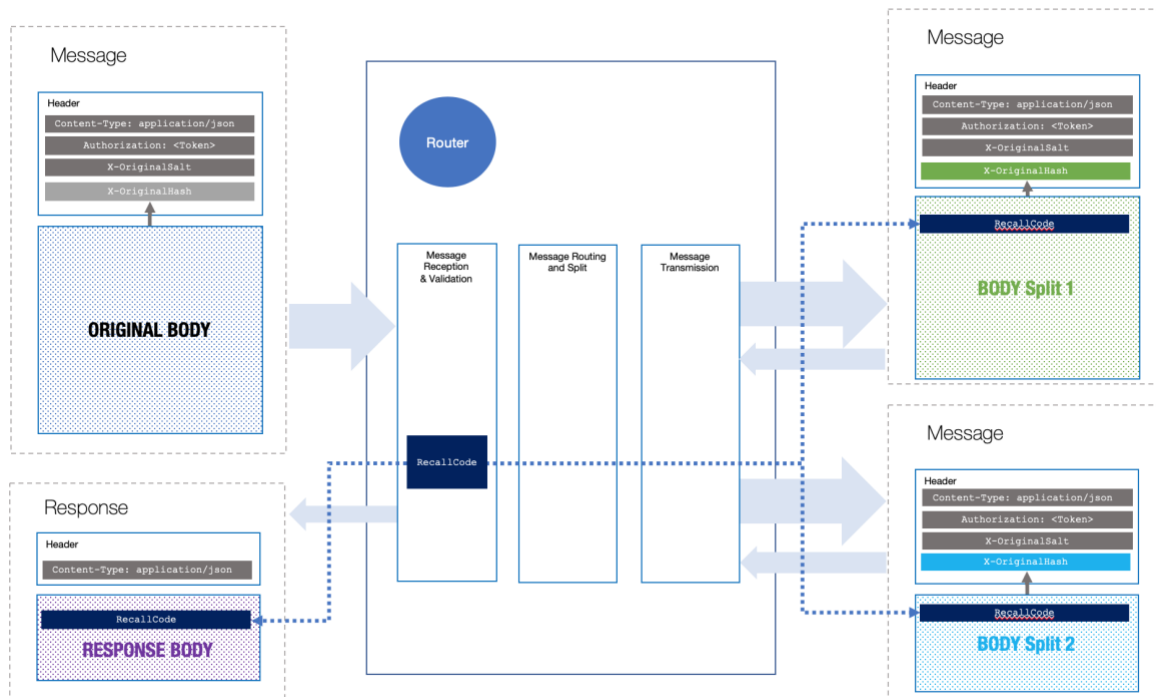 Message
Header
Content-Type: application/json
Authorization: <Token>
X-OriginalSalt
X-OriginalHash
ORIGINAL BODY
Response
Header
Content-Type: application/json
RecallCode
RESPONSE BODY
Router
Message
Reception
& Validation
RecallCode
Message Routing
and Split
Message
Transmission
Message
Header
Content-Type: application/json
Authorization: <Token>
X-OriginalSalt
X-OriginalHash
RecallCode
BODY Split 1
Message
Header
Content-Type: application/json
Authorization: <Token>
X-OriginalSalt
X-OriginalHash
RecallCode
BODY Split 2